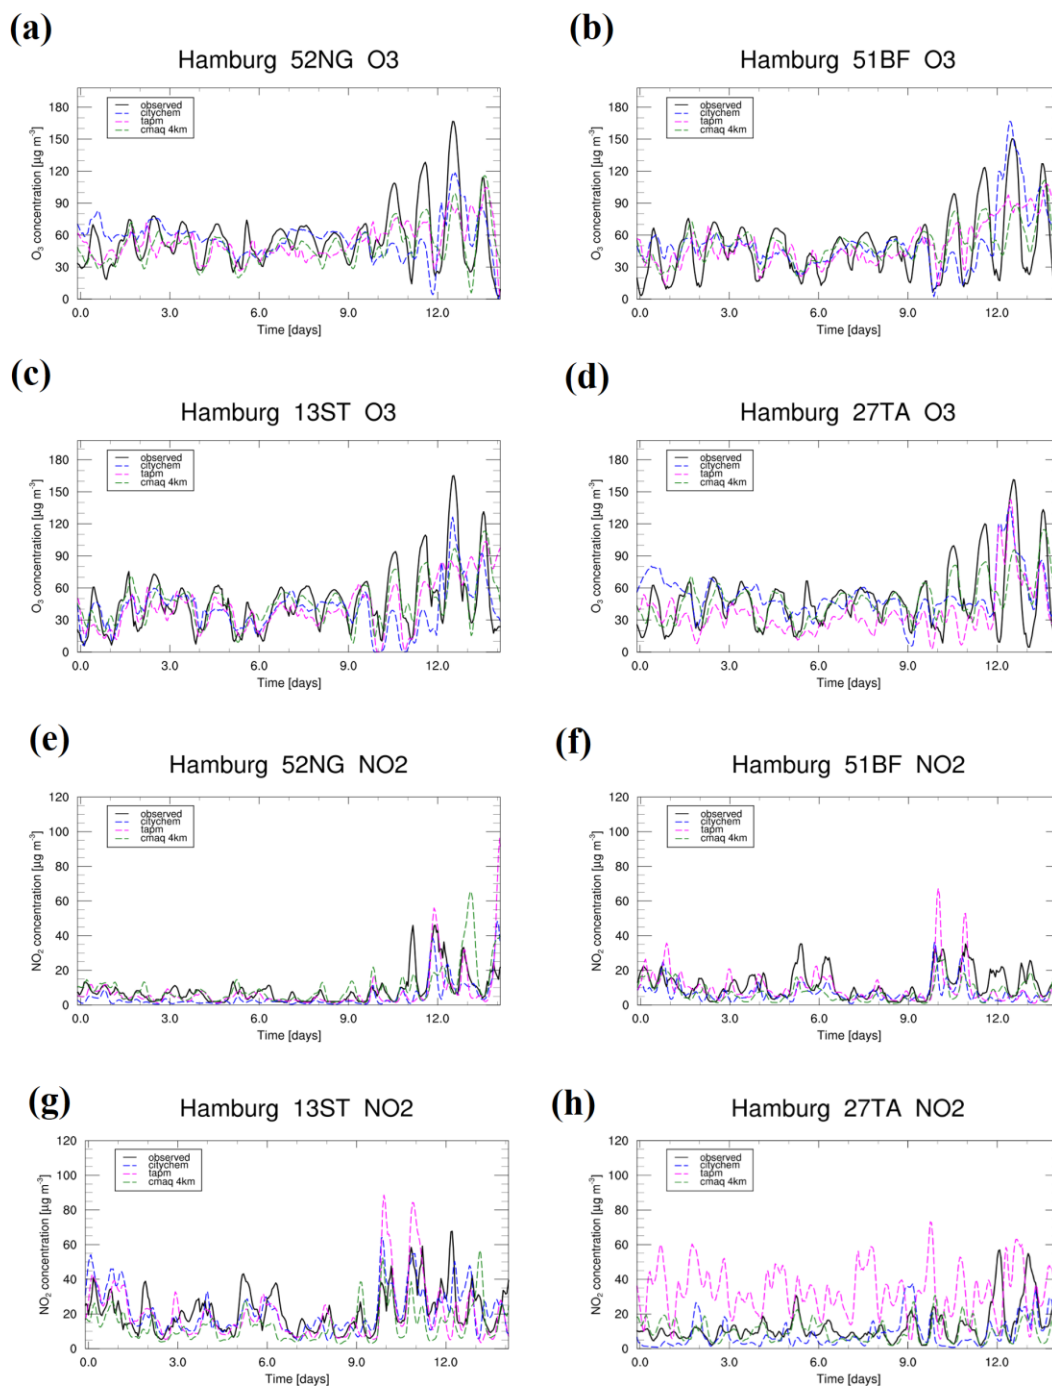 (a)
Hamburg 52NG O3
O₃ concentration [µg m⁻³]
180
150
120
90
60
30
0
observed
citychem
tapm
cmaq 4km
0.0 3.0 6.0 9.0 12.0
Time [days]
(b)
Hamburg 51BF O3
O₃ concentration [µg m⁻³]
180
150
120
90
60
30
0
observed
citychem
tapm
cmaq 4km
0.0 3.0 6.0 9.0 12.0
Time [days]
(c)
Hamburg 13ST O3
O₃ concentration [µg m⁻³]
180
150
120
90
60
30
0
observed
citychem
tapm
cmaq 4km
0.0 3.0 6.0 9.0 12.0
Time [days]
(d)
Hamburg 27TA O3
O₃ concentration [µg m⁻³]
180
150
120
90
60
30
0
observed
citychem
tapm
cmaq 4km
0.0 3.0 6.0 9.0 12.0
Time [days]
(e)
Hamburg 52NG NO2
NO₂ concentration [µg m⁻³]
120
100
80
60
40
20
0
observed
citychem
tapm
cmaq 4km
0.0 3.0 6.0 9.0 12.0
Time [days]
(f)
Hamburg 51BF NO2
NO₂ concentration [µg m⁻³]
120
100
80
60
40
20
0
observed
citychem
tapm
cmaq 4km
0.0 3.0 6.0 9.0 12.0
Time [days]
(g)
Hamburg 13ST NO2
NO₂ concentration [µg m⁻³]
120
100
80
60
40
20
0
observed
citychem
tapm
cmaq 4km
0.0 3.0 6.0 9.0 12.0
Time [days]
(h)
Hamburg 27TA NO2
NO₂ concentration [µg m⁻³]
120
100
80
60
40
20
0
observed
citychem
tapm
cmaq 4km
0.0 3.0 6.0 9.0 12.0
Time [days]